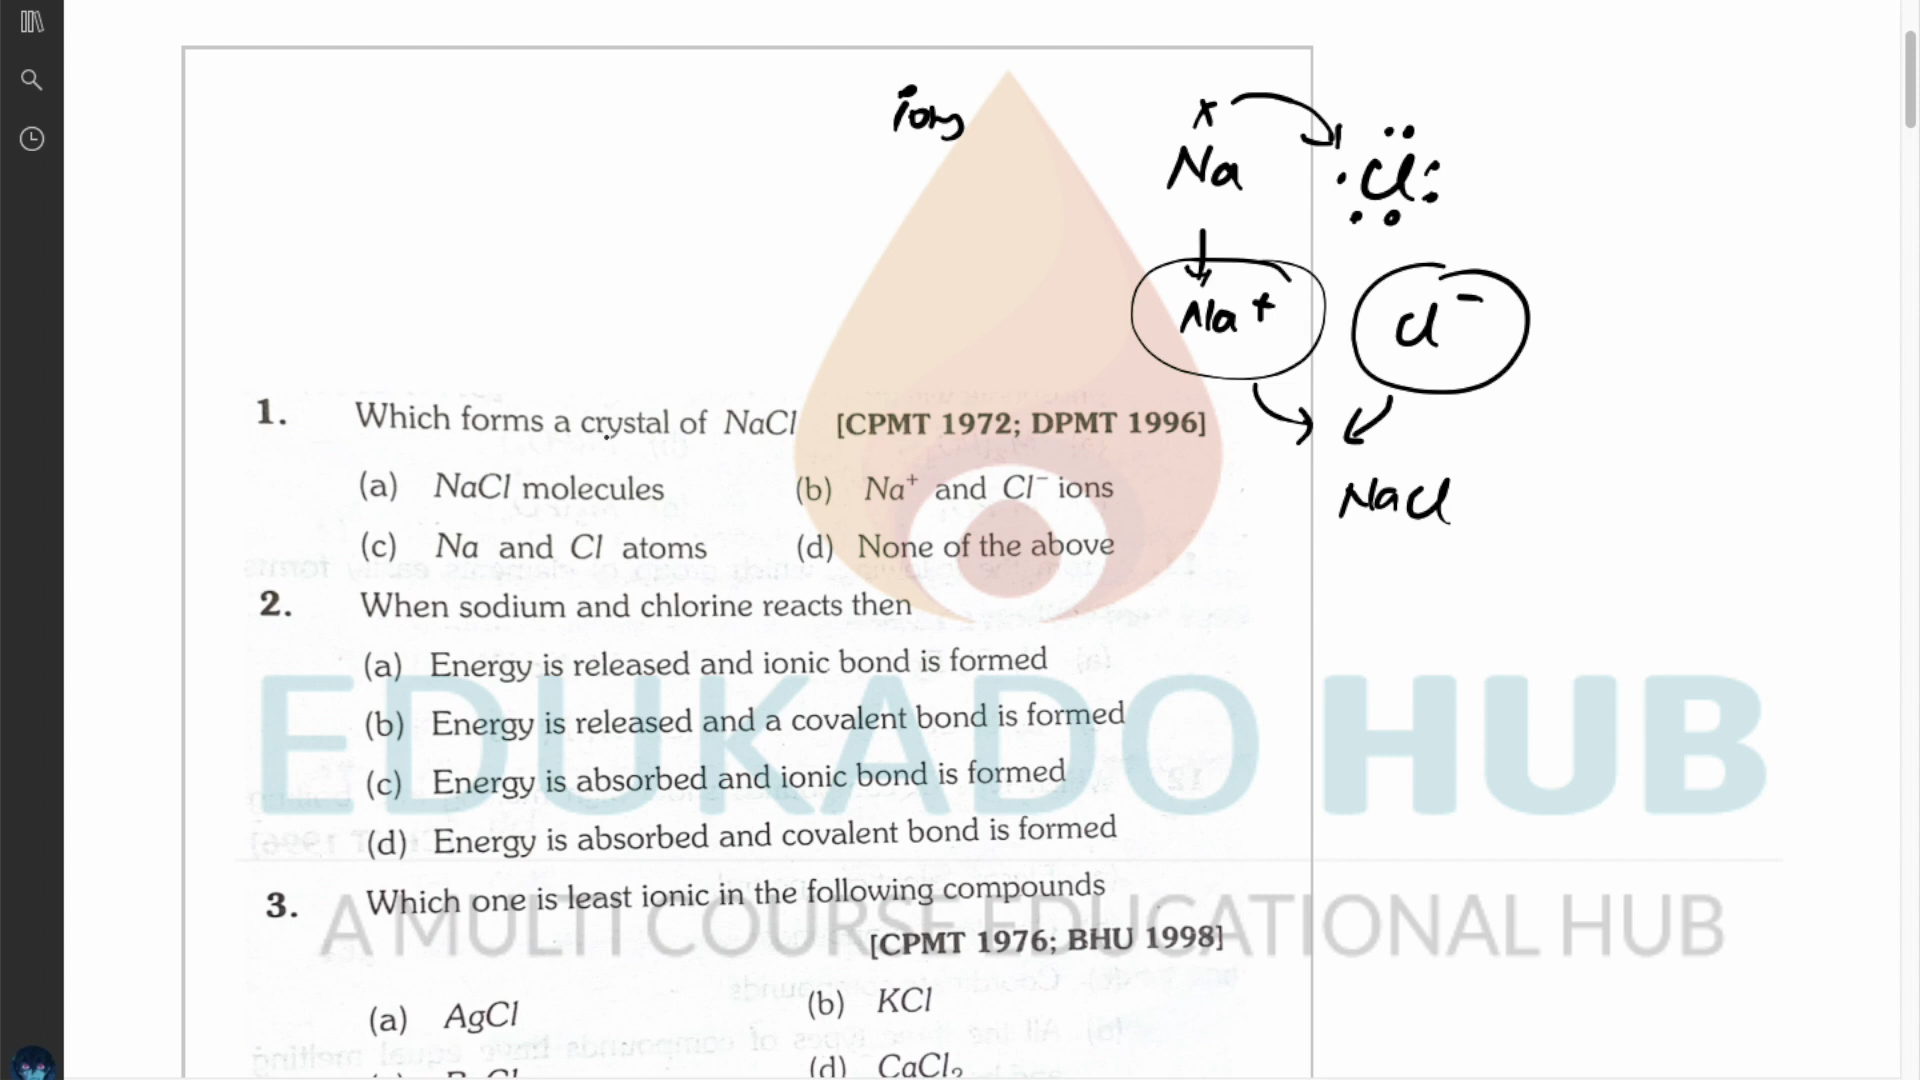 ions
x
Na
Cl
Na+
Cl-
NaCl
1. Which forms a crystal of NaCl [CPMT 1972; DPMT 1996]
(a) NaCl molecules (b) Na⁺ and Cl⁻ ions
(c) Na and Cl atoms (d) None of the above
2. When sodium and chlorine reacts then
(a) Energy is released and ionic bond is formed
(b) Energy is released and a covalent bond is formed
EDUKADO HUB
(c) Energy is absorbed and ionic bond is formed
(d) Energy is absorbed and covalent bond is formed
3. Which one is least ionic in the following compounds
A MULTI COURSE EDUCATIONAL HUB
[CPMT 1976; BHU 1998]
(a) AgCl (b) KCl
(d) CaCl₂